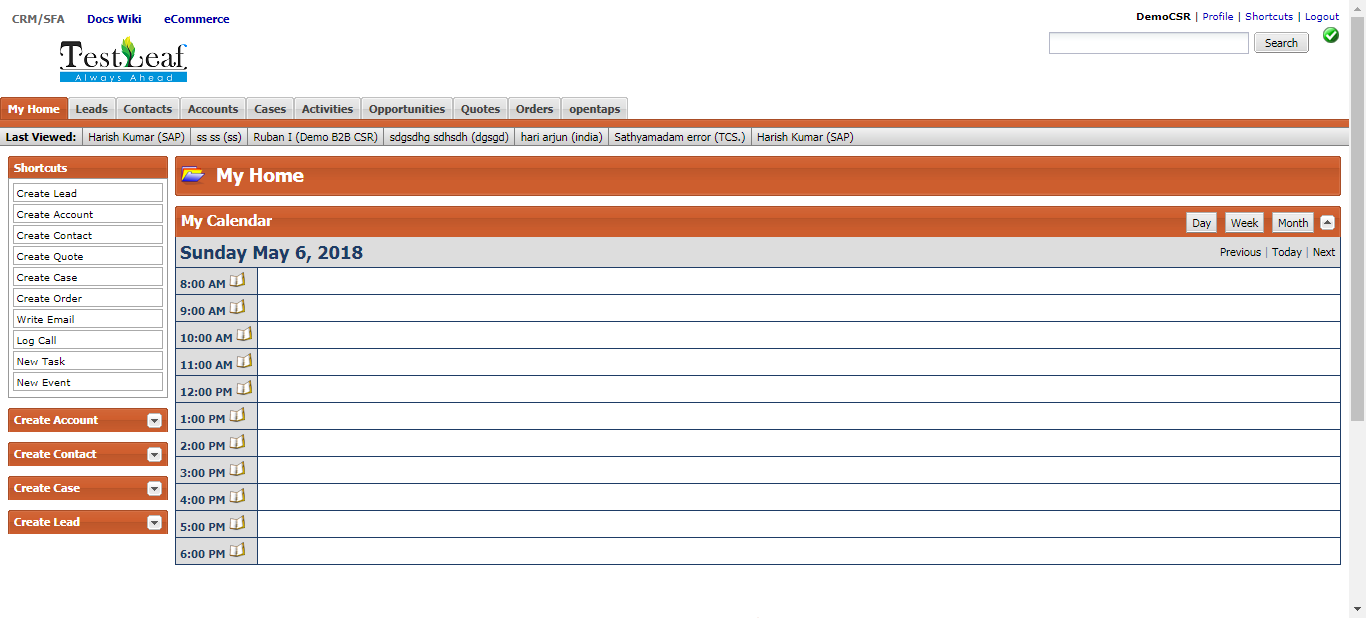 CRM/SFA Docs Wiki eCommerce
DemoCSR | Profile | Shortcuts | Logout
Search
TestLeaf
Always Ahead
My Home Leads Contacts Accounts Cases Activities Opportunities Quotes Orders opentaps
Last Viewed: Harish Kumar (SAP) ss ss (ss) Ruban I (Demo B2B CSR) sdgsdhg sdhsdh (dgsgd) hari arjun (india) Sathyamadam error (TCS.) Harish Kumar (SAP)
Shortcuts
Create Lead
Create Account
Create Contact
Create Quote
Create Case
Create Order
Write Email
Log Call
New Task
New Event
Create Account
Create Contact
Create Case
Create Lead
My Home
My Calendar
Day Week Month
Sunday May 6, 2018
Previous | Today | Next
8:00 AM
9:00 AM
10:00 AM
11:00 AM
12:00 PM
1:00 PM
2:00 PM
3:00 PM
4:00 PM
5:00 PM
6:00 PM